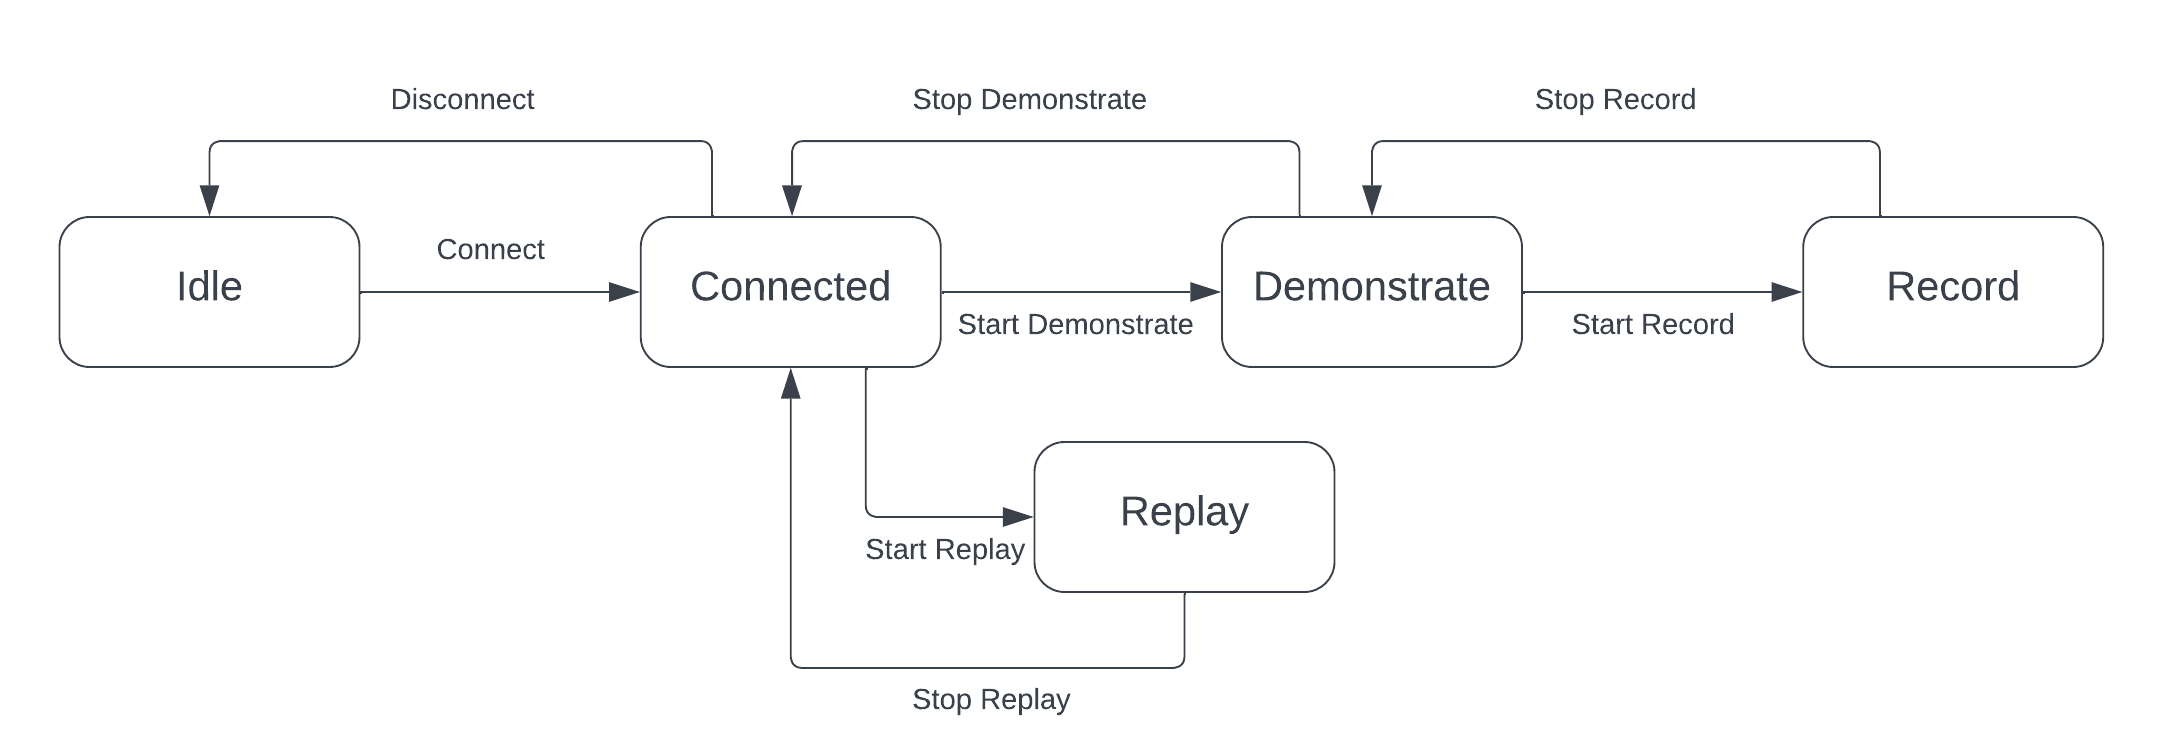 Disconnect
Stop Demonstrate
Stop Record
Connect
Idle
Connected
Demonstrate
Record
Start Demonstrate
Start Record
Replay
Start Replay
Stop Replay